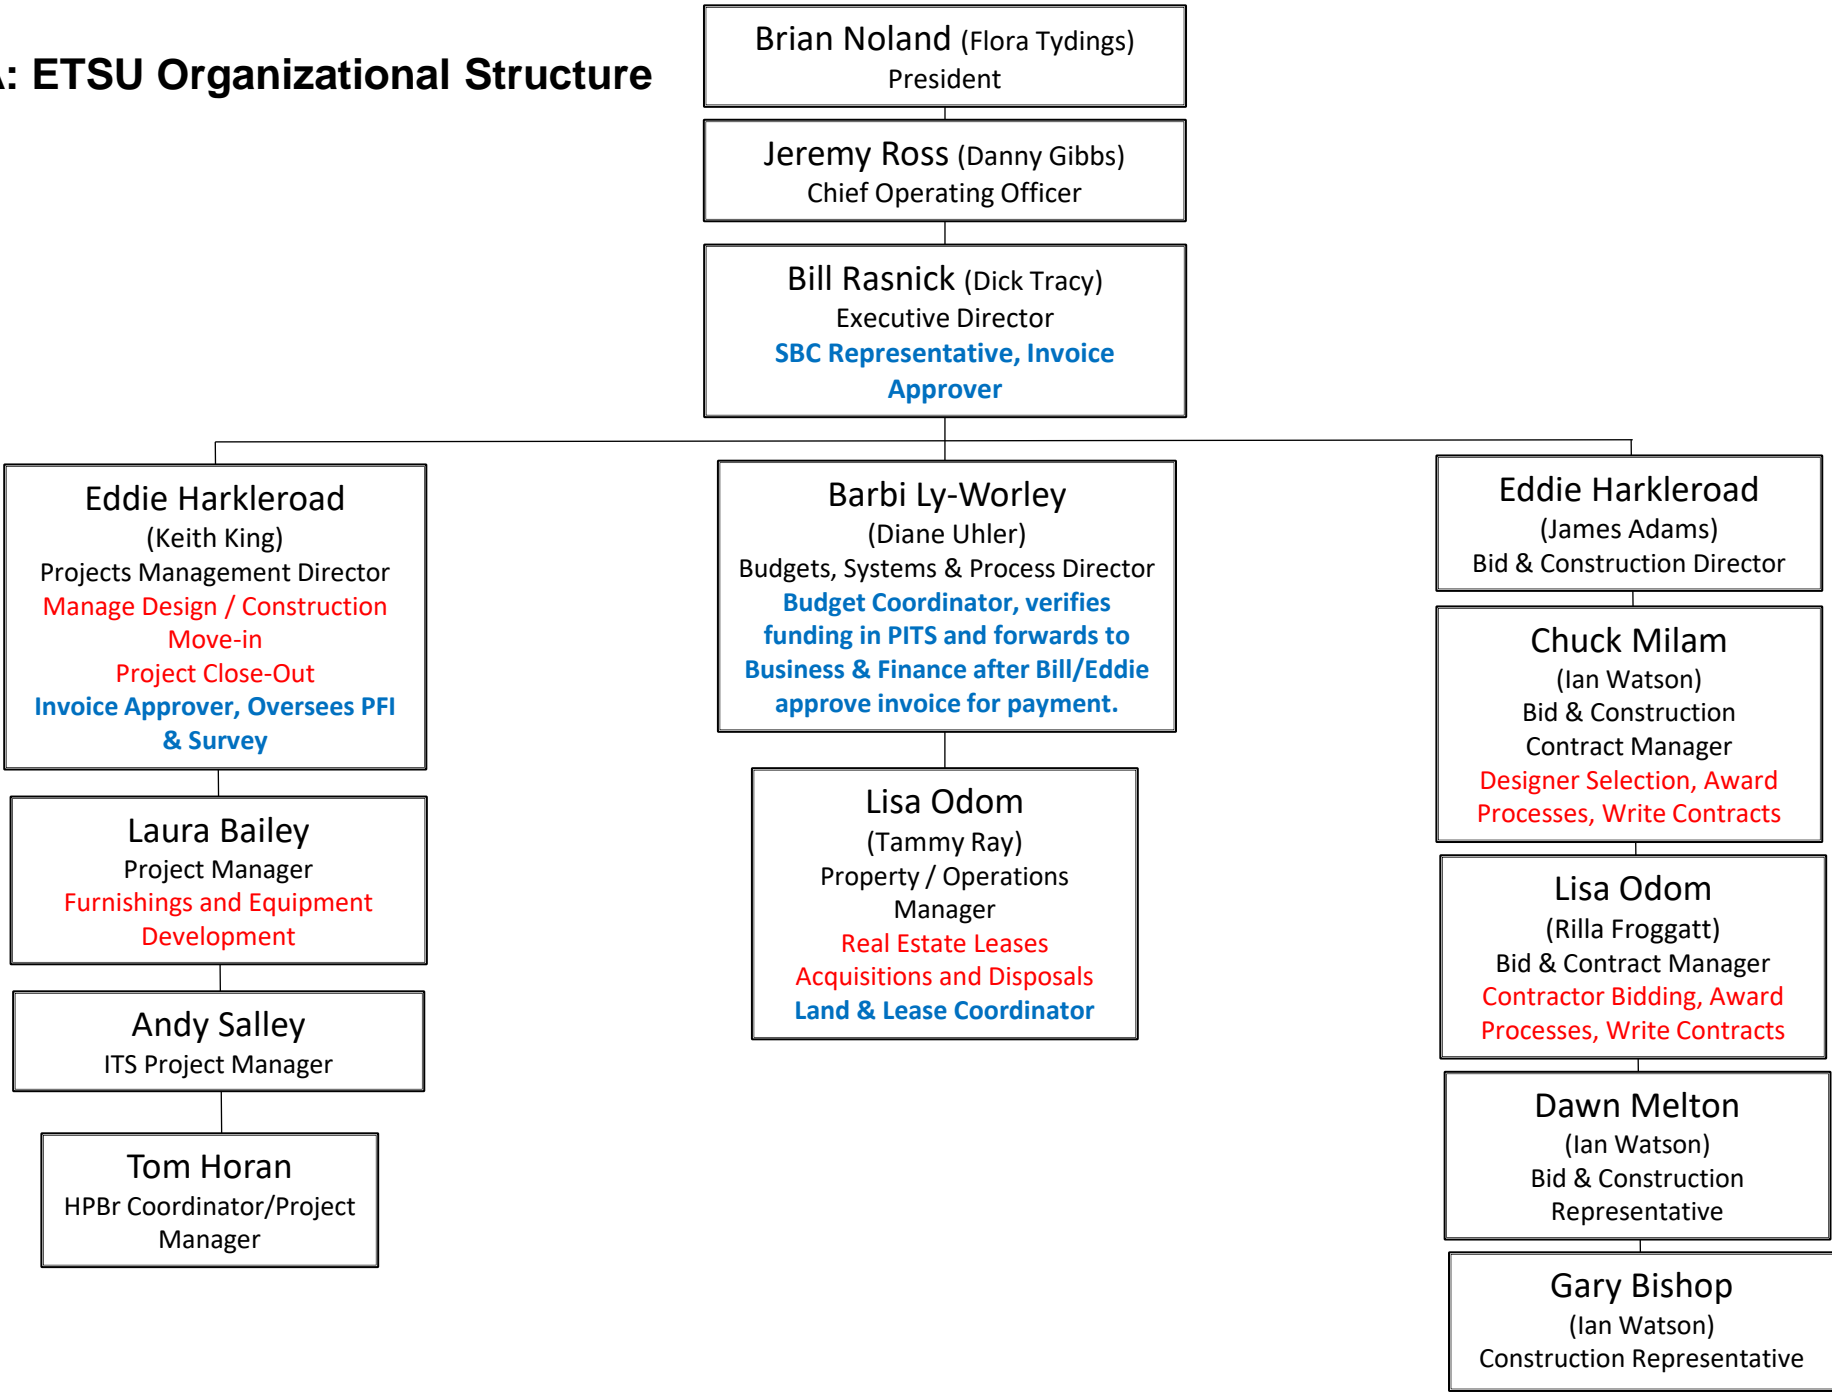 : ETSU Organizational Structure
Brian Noland (Flora Tydings)
President
Jeremy Ross (Danny Gibbs)
Chief Operating Officer
Bill Rasnick (Dick Tracy)
Executive Director
SBC Representative, Invoice
Approver
Eddie Harkleroad
(Keith King)
Projects Management Director
Manage Design / Construction
Move-in
Project Close-Out
Invoice Approver, Oversees PFI
& Survey
Laura Bailey
Project Manager
Furnishings and Equipment
Development
Andy Salley
ITS Project Manager
Tom Horan
HPBr Coordinator/Project
Manager
Barbi Ly-Worley
(Diane Uhler)
Budgets, Systems & Process Director
Budget Coordinator, verifies
funding in PITS and forwards to
Business & Finance after Bill/Eddie
approve invoice for payment.
Lisa Odom
(Tammy Ray)
Property / Operations
Manager
Real Estate Leases
Acquisitions and Disposals
Land & Lease Coordinator
Eddie Harkleroad
(James Adams)
Bid & Construction Director
Chuck Milam
(Ian Watson)
Bid & Construction
Contract Manager
Designer Selection, Award
Processes, Write Contracts
Lisa Odom
(Rilla Froggatt)
Bid & Contract Manager
Contractor Bidding, Award
Processes, Write Contracts
Dawn Melton
(Ian Watson)
Bid & Construction
Representative
Gary Bishop
(Ian Watson)
Construction Representative